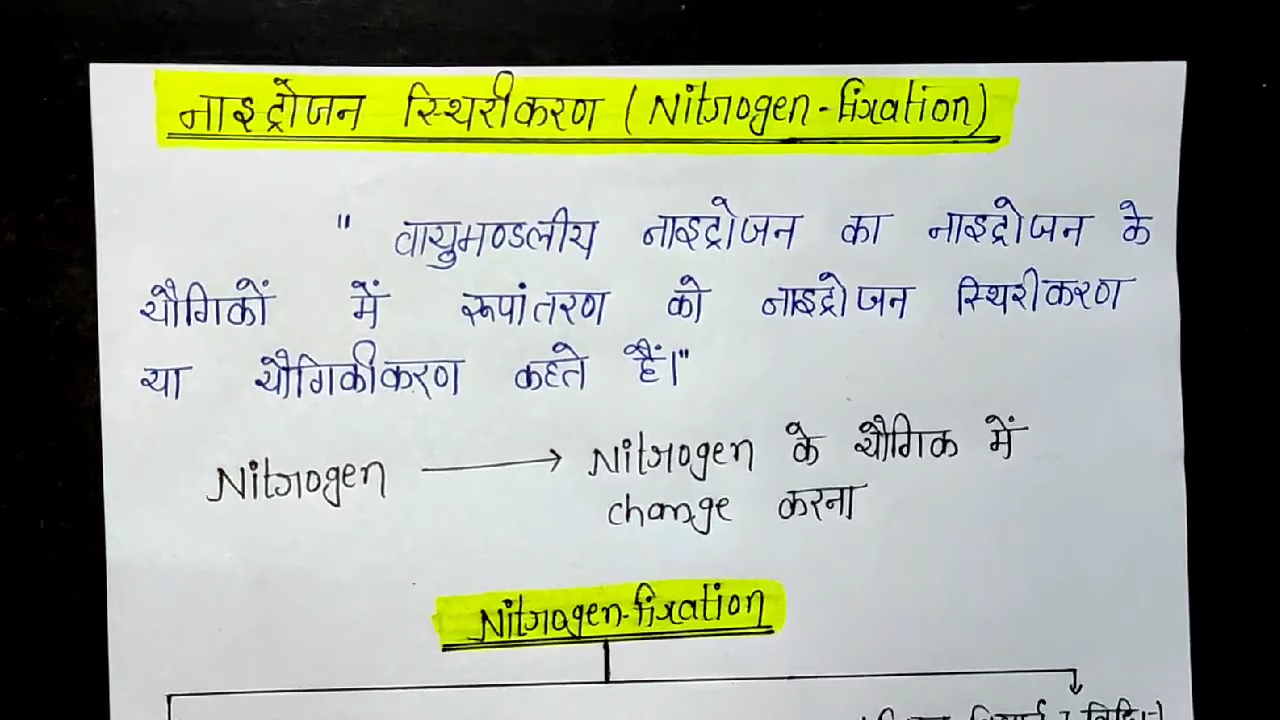 नाइट्रोजन स्थिरीकरण (Nitrogen-fixation)
" वायुमण्डलीय नाइट्रोजन का नाइट्रोजन के
यौगिकों में रूपांतरण को नाइट्रोजन स्थिरीकरण
या यौगिकीकरण कहते हैं।"
Nitrogen → Nitrogen के यौगिक में
change करना
Nitrogen-fixation